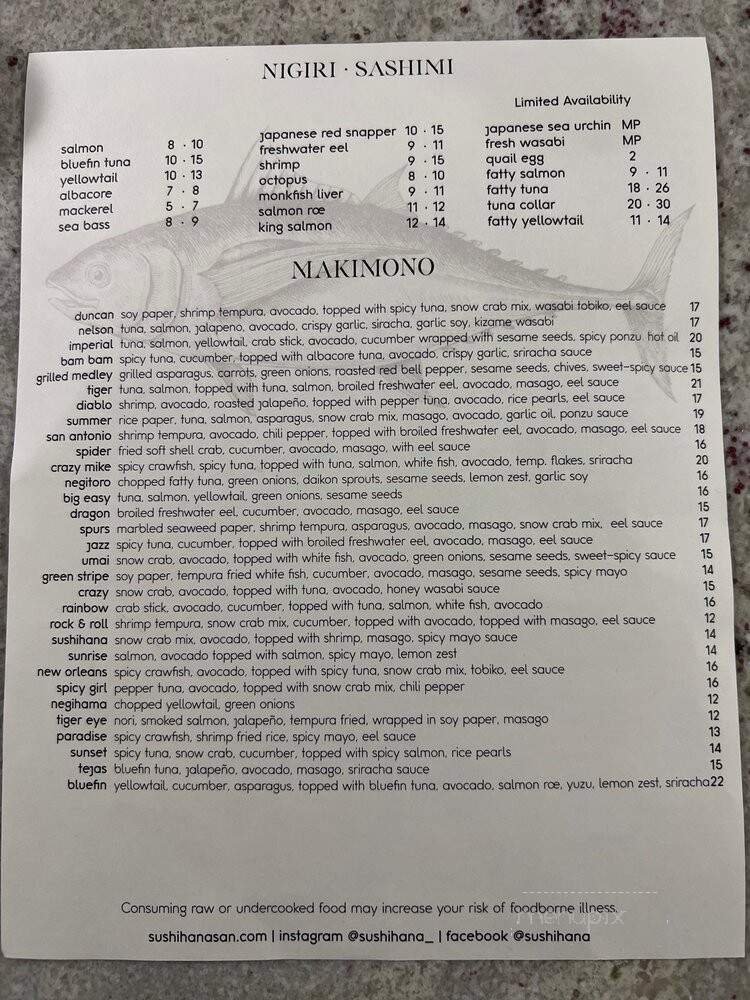 NIGIRI · SASHIMI
Limited Availability
salmon 8 · 10
bluefin tuna 10 · 15
yellowtail 10 · 13
albacore 7 · 8
mackerel 5 · 7
sea bass 8 · 9
japanese red snapper 10 · 15
freshwater eel 9 · 11
shrimp 9 · 15
octopus 8 · 10
monkfish liver 9 · 11
salmon roe 11 · 12
king salmon 12 · 14
japanese sea urchin MP
fresh wasabi MP
quail egg 2
fatty salmon 9 · 11
fatty tuna 18 · 26
tuna collar 20 · 30
fatty yellowtail 11 · 14
MAKIMONO
duncan soy paper, shrimp tempura, avocado, topped with spicy tuna, snow crab mix, wasabi tobiko, eel sauce 17
nelson tuna, salmon, jalapeno, avocado, crispy garlic, siracha, garlic soy, kizame wasabi 17
imperial tuna, salmon, yellowtail, crab stick, avocado, cucumber wrapped with sesame seeds, spicy ponzu, hot oil 20
bam bam spicy tuna, cucumber, topped with albacore tuna, avocado, crispy garlic, sriracha sauce 15
grilled medley grilled asparagus, carrots, green onions, roasted red bell pepper, sesame seeds, chives, sweet-spicy sauce 15
tiger tuna, salmon, topped with tuna, salmon, broiled freshwater eel, avocado, masago, eel sauce 21
diablo shrimp, avocado, roasted jalapeño, topped with pepper tuna, avocado, rice pearls, eel sauce 17
summer rice paper, tuna, salmon, asparagus, snow crab mix, masago, avocado, garlic oil, ponzu sauce 19
san antonio shrimp tempura, avocado, chili pepper, topped with broiled freshwater eel, avocado, masago, eel sauce 18
spider fried soft shell crab, cucumber, avocado, masago, with eel sauce 16
crazy mike spicy crawfish, spicy tuna, topped with tuna, salmon, white fish, avocado, temp. flakes, sriracha 20
negitoro chopped fatty tuna, green onions, daikon sprouts, sesame seeds, lemon zest, garlic soy 16
big easy tuna, salmon, yellowtail, green onions, sesame seeds 16
dragon broiled freshwater eel, cucumber, avocado, masago, eel sauce 15
spurs marbled seaweed paper, shrimp tempura, asparagus, avocado, masago, snow crab mix, eel sauce 17
jazz spicy tuna, cucumber, topped with broiled freshwater eel, avocado, masago, eel sauce 17
umai snow crab, avocado, topped with white fish, avocado, green onions, sesame seeds, sweet-spicy sauce 15
green stripe soy paper, tempura fried white fish, cucumber, avocado, masago, sesame seeds, spicy mayo 14
crazy snow crab, avocado, topped with tuna, avocado, honey wasabi sauce 15
rainbow crab stick, avocado, cucumber, topped with tuna, salmon, white fish, avocado 16
rock & roll shrimp tempura, snow crab mix, cucumber, topped with avocado, topped with masago, eel sauce 12
sushihana snow crab mix, avocado, topped with shrimp, masago, spicy mayo sauce 14
sunrise salmon, avocado topped with salmon, spicy mayo, lemon zest 14
new orleans spicy crawfish, avocado, topped with spicy tuna, snow crab mix, tobiko, eel sauce 16
spicy girl pepper tuna, avocado, topped with snow crab mix, chili pepper 16
negihama chopped yellowtail, green onions 12
tiger eye nori, smoked salmon, jalapeño, tempura fried, wrapped in soy paper, masago 12
paradise spicy crawfish, shrimp fried rice, spicy mayo, eel sauce 13
sunset spicy tuna, snow crab, cucumber, topped with spicy salmon, rice pearls 14
tejas bluefin tuna, jalapeño, avocado, masago, sriracha sauce 15
bluefin yellowtail, cucumber, asparagus, topped with bluefin tuna, avocado, salmon roe, yuzu, lemon zest, sriracha22
Consuming raw or undercooked food may increase your risk of foodborne illness.
menupix
sushihanasan.com | instagram @sushihana_ | facebook @sushihana